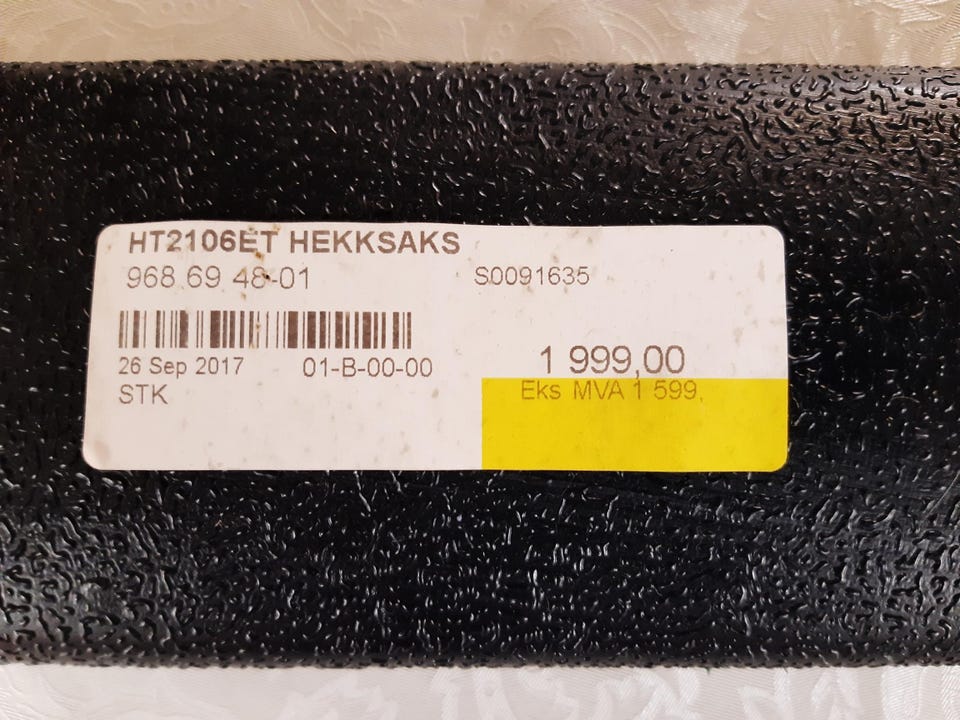 HT2106ET HEKKSAKS
968 69 48-01 S0091635
26 Sep 2017 01-B-00-00 1 999,00
STK Eks MVA 1 599,